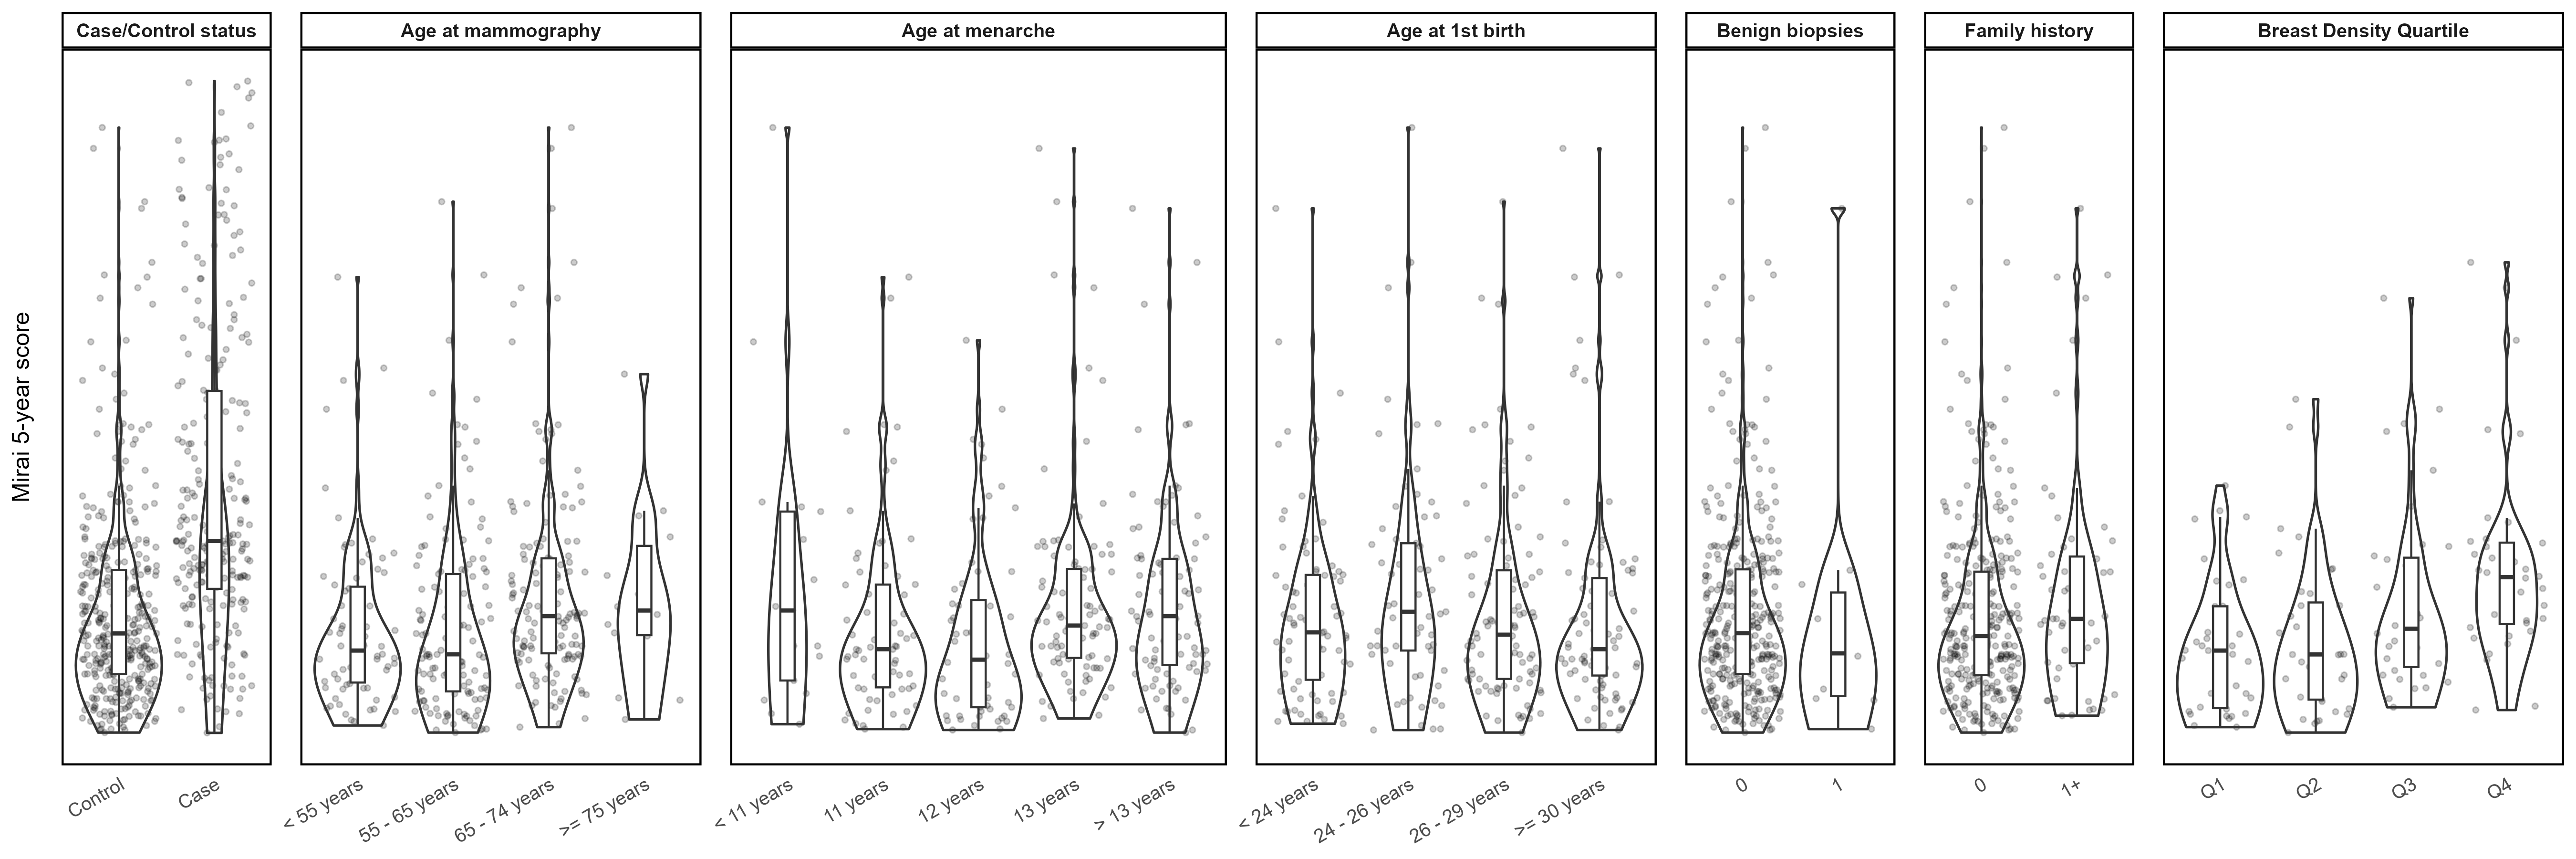 Case/Control status
Age at mammography
Age at menarche
Age at 1st birth
Benign biopsies
Family history
Breast Density Quartile
Mirai 5-year score
Control
Case
< 55 years
55 - 65 years
65 - 74 years
>= 75 years
< 11 years
11 years
12 years
13 years
> 13 years
< 24 years
24 - 26 years
26 - 29 years
>= 30 years
0
1
0
1+
Q1
Q2
Q3
Q4